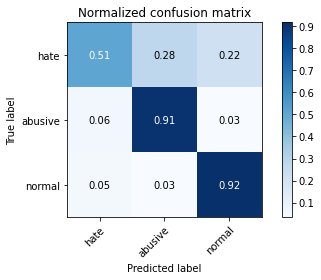 Normalized confusion matrix
True label
hate
0.51 0.28 0.22
abusive
0.06 0.91 0.03
normal
0.05 0.03 0.92
hate abusive normal
Predicted label
0.9
0.8
0.7
0.6
0.5
0.4
0.3
0.2
0.1